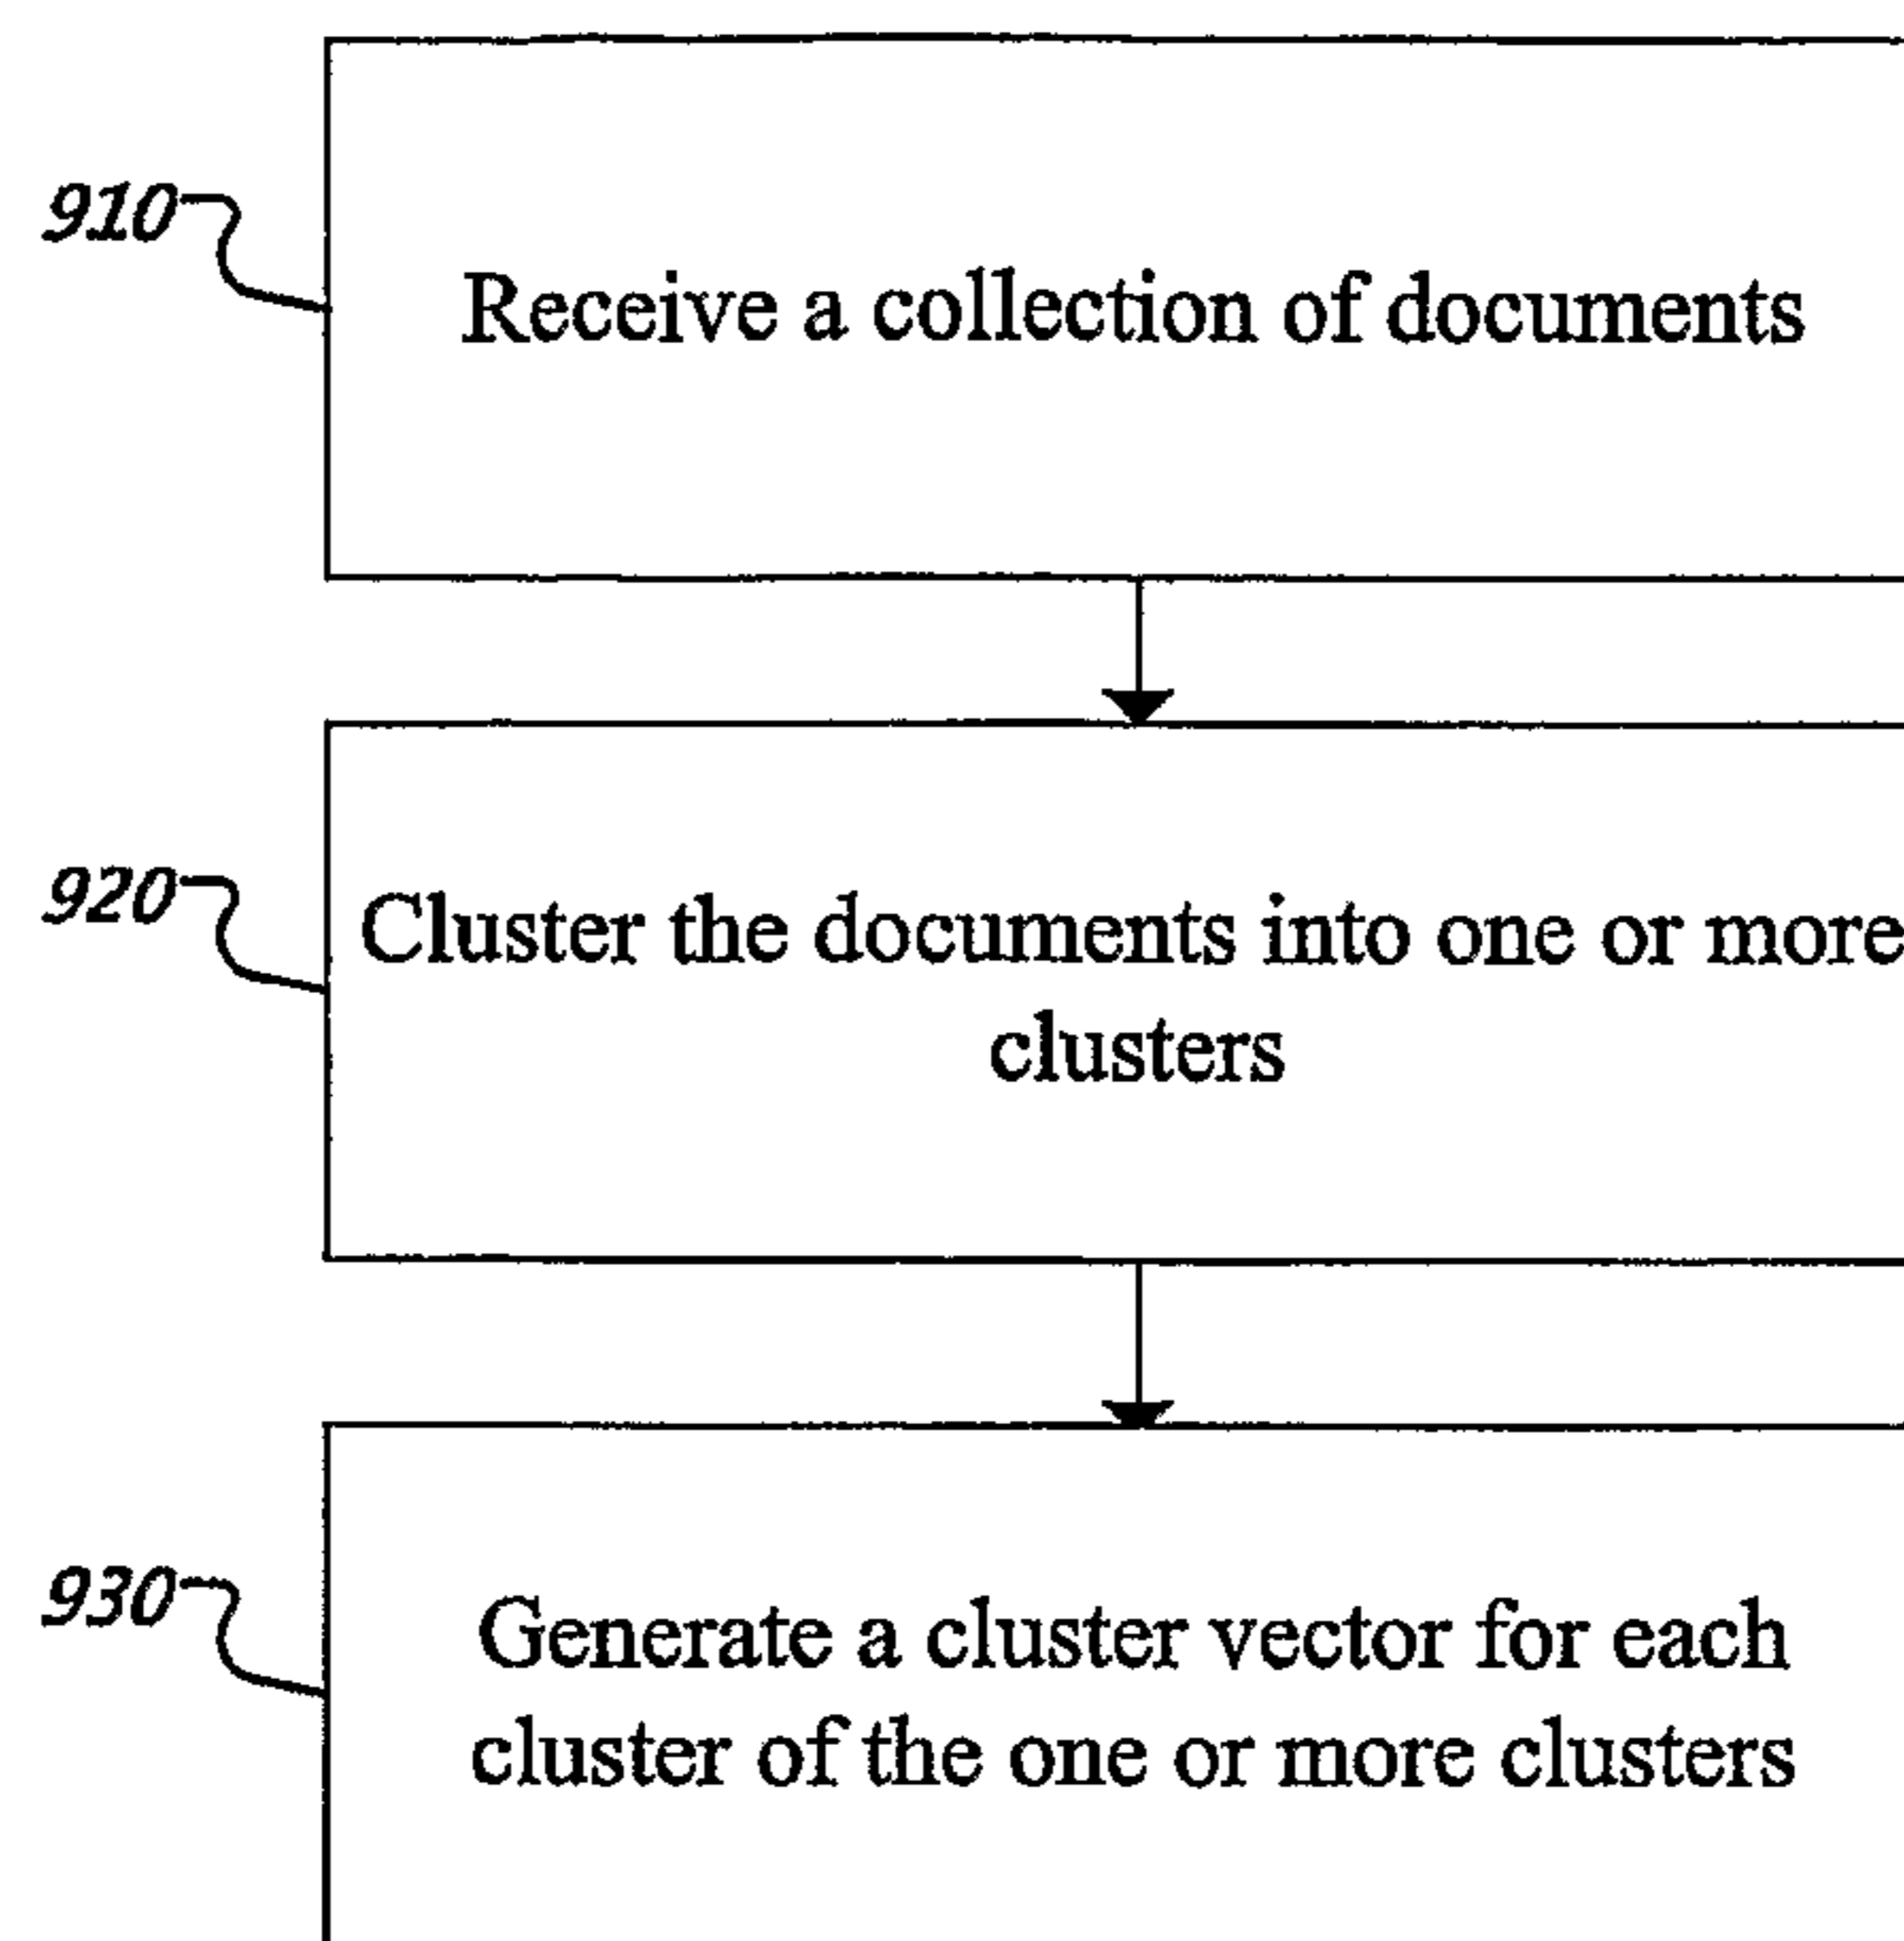 910
Receive a collection of documents
920
Cluster the documents into one or more
clusters
930
Generate a cluster vector for each
cluster of the one or more clusters